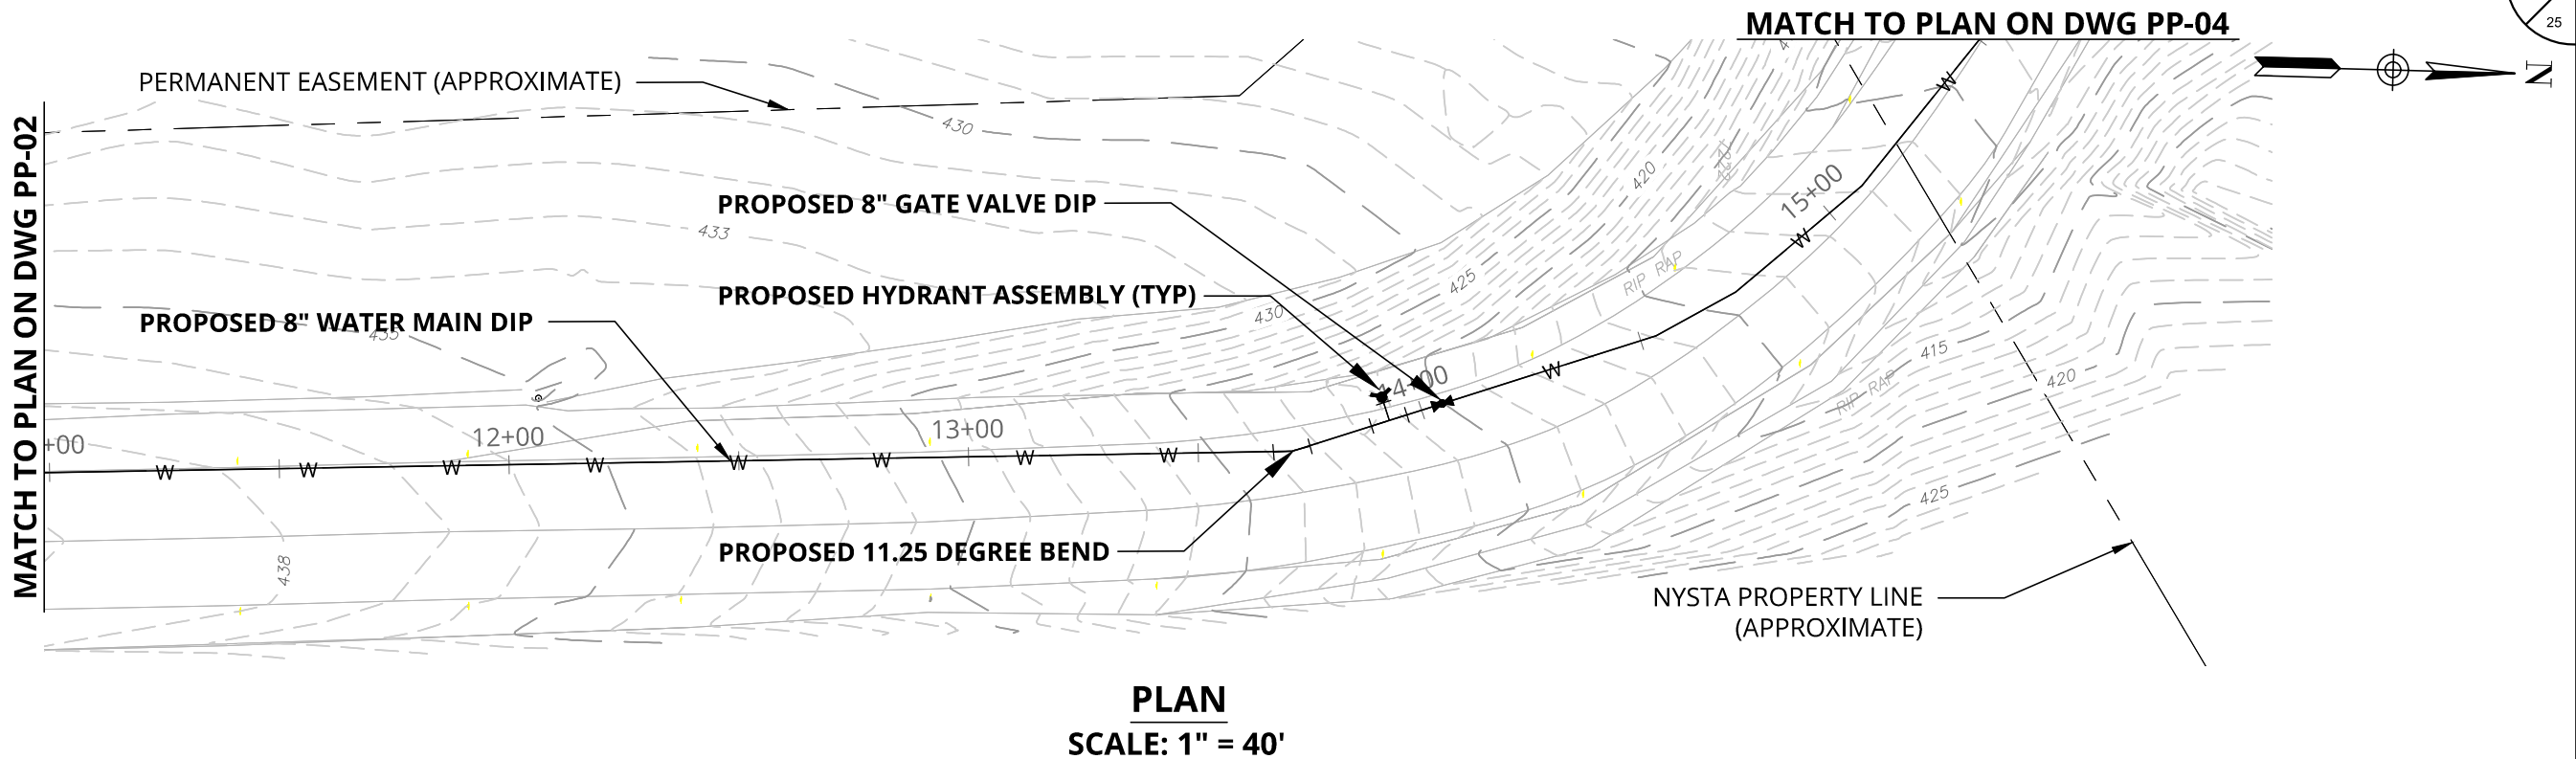 MATCH TO PLAN ON DWG PP-04
25
N
PERMANENT EASEMENT (APPROXIMATE)
MATCH TO PLAN ON DWG PP-02
430
420
PROPOSED 8" GATE VALVE DIP
15+00
433
W
W
RIP RAP
425
PROPOSED HYDRANT ASSEMBLY (TYP)
430
PROPOSED 8" WATER MAIN DIP
435
415
W
14+00
420
RIP RAP
+00
12+00
13+00
W
W
W
W
W
W
W
W
425
PROPOSED 11.25 DEGREE BEND
438
NYSTA PROPERTY LINE
(APPROXIMATE)
PLAN
SCALE: 1" = 40'